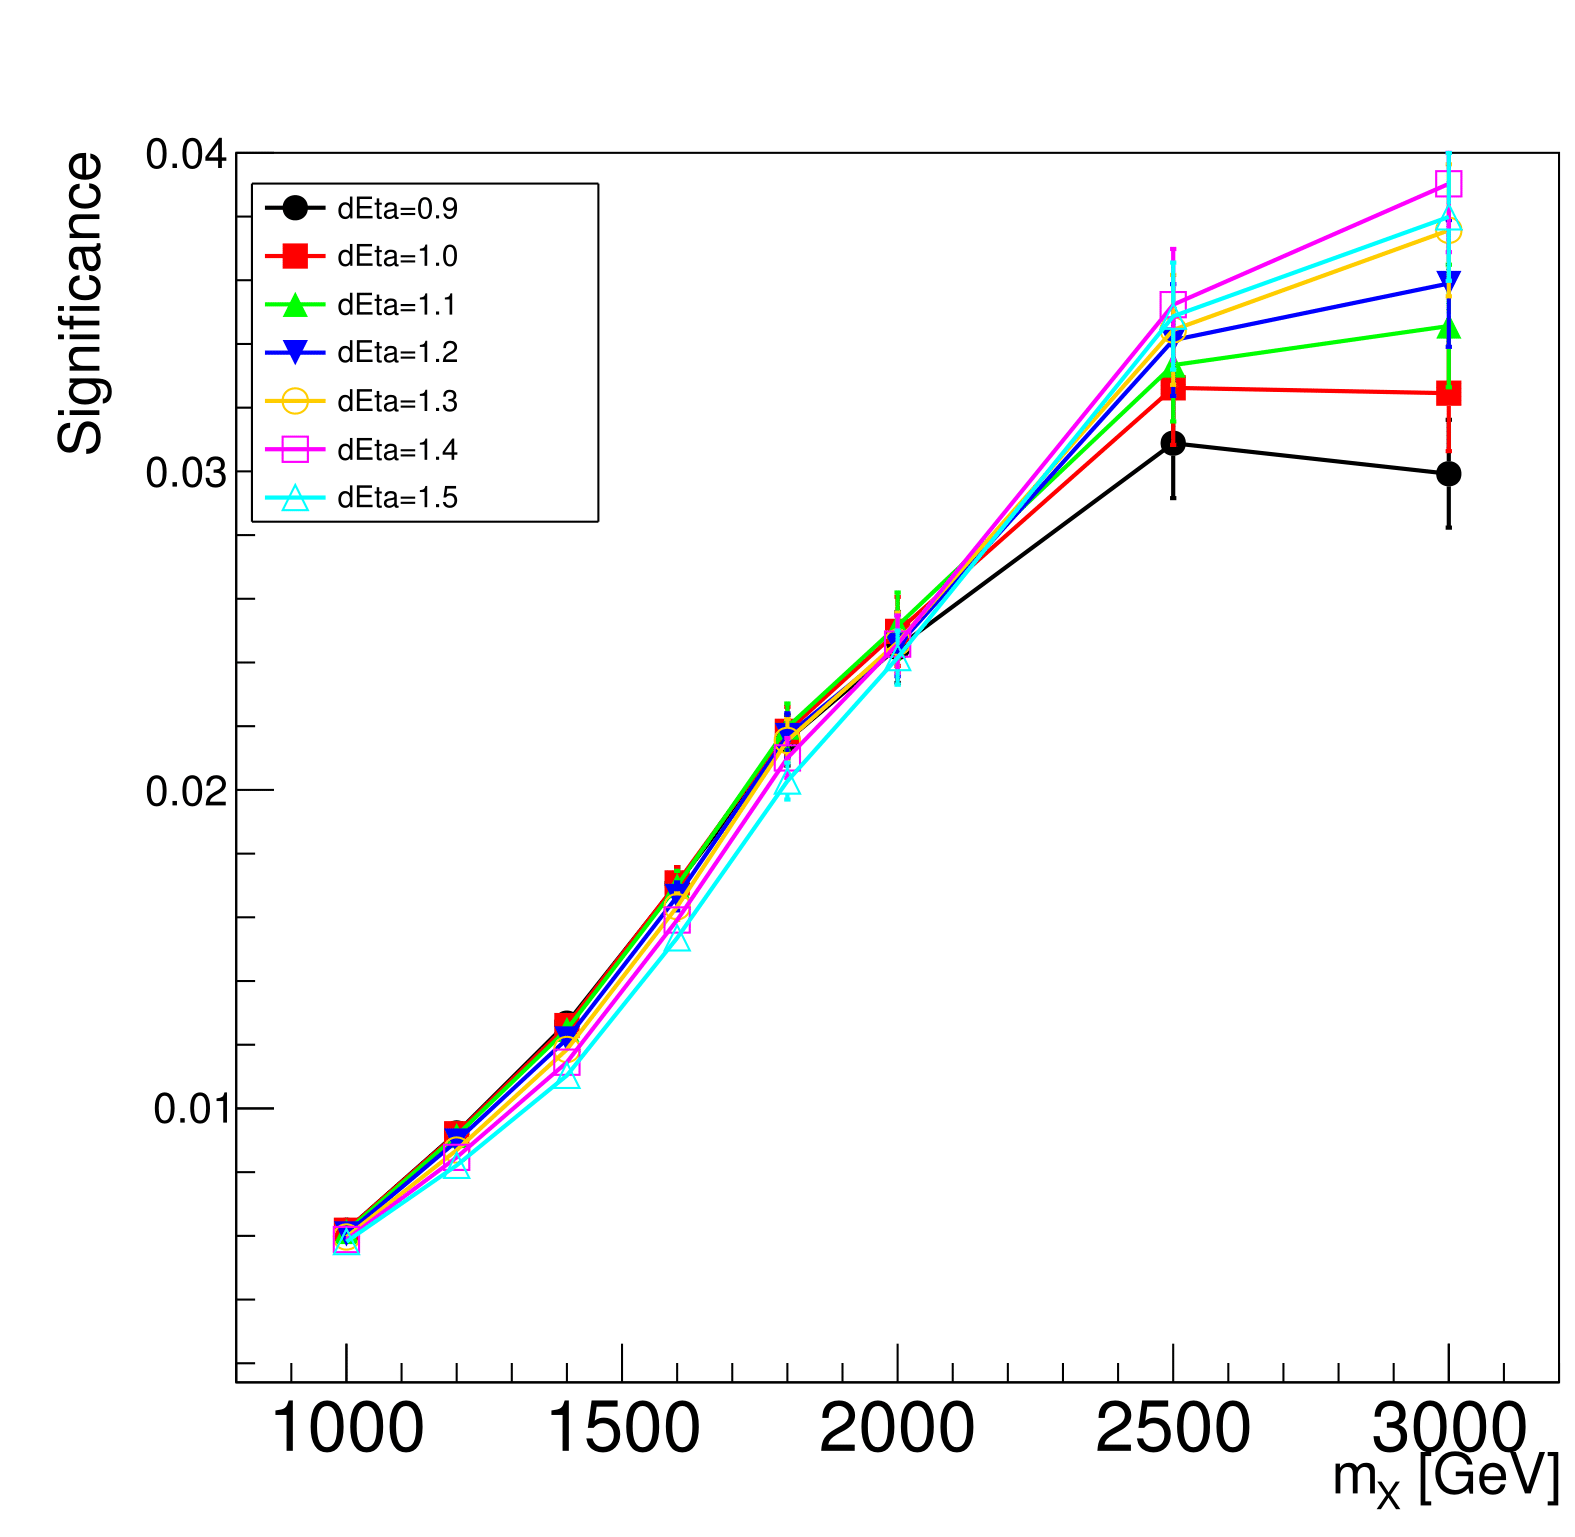 Significance
0.04
0.03
0.02
0.01
dEta=0.9
dEta=1.0
dEta=1.1
dEta=1.2
dEta=1.3
dEta=1.4
dEta=1.5
1000 1500 2000 2500 3000
m_X [GeV]